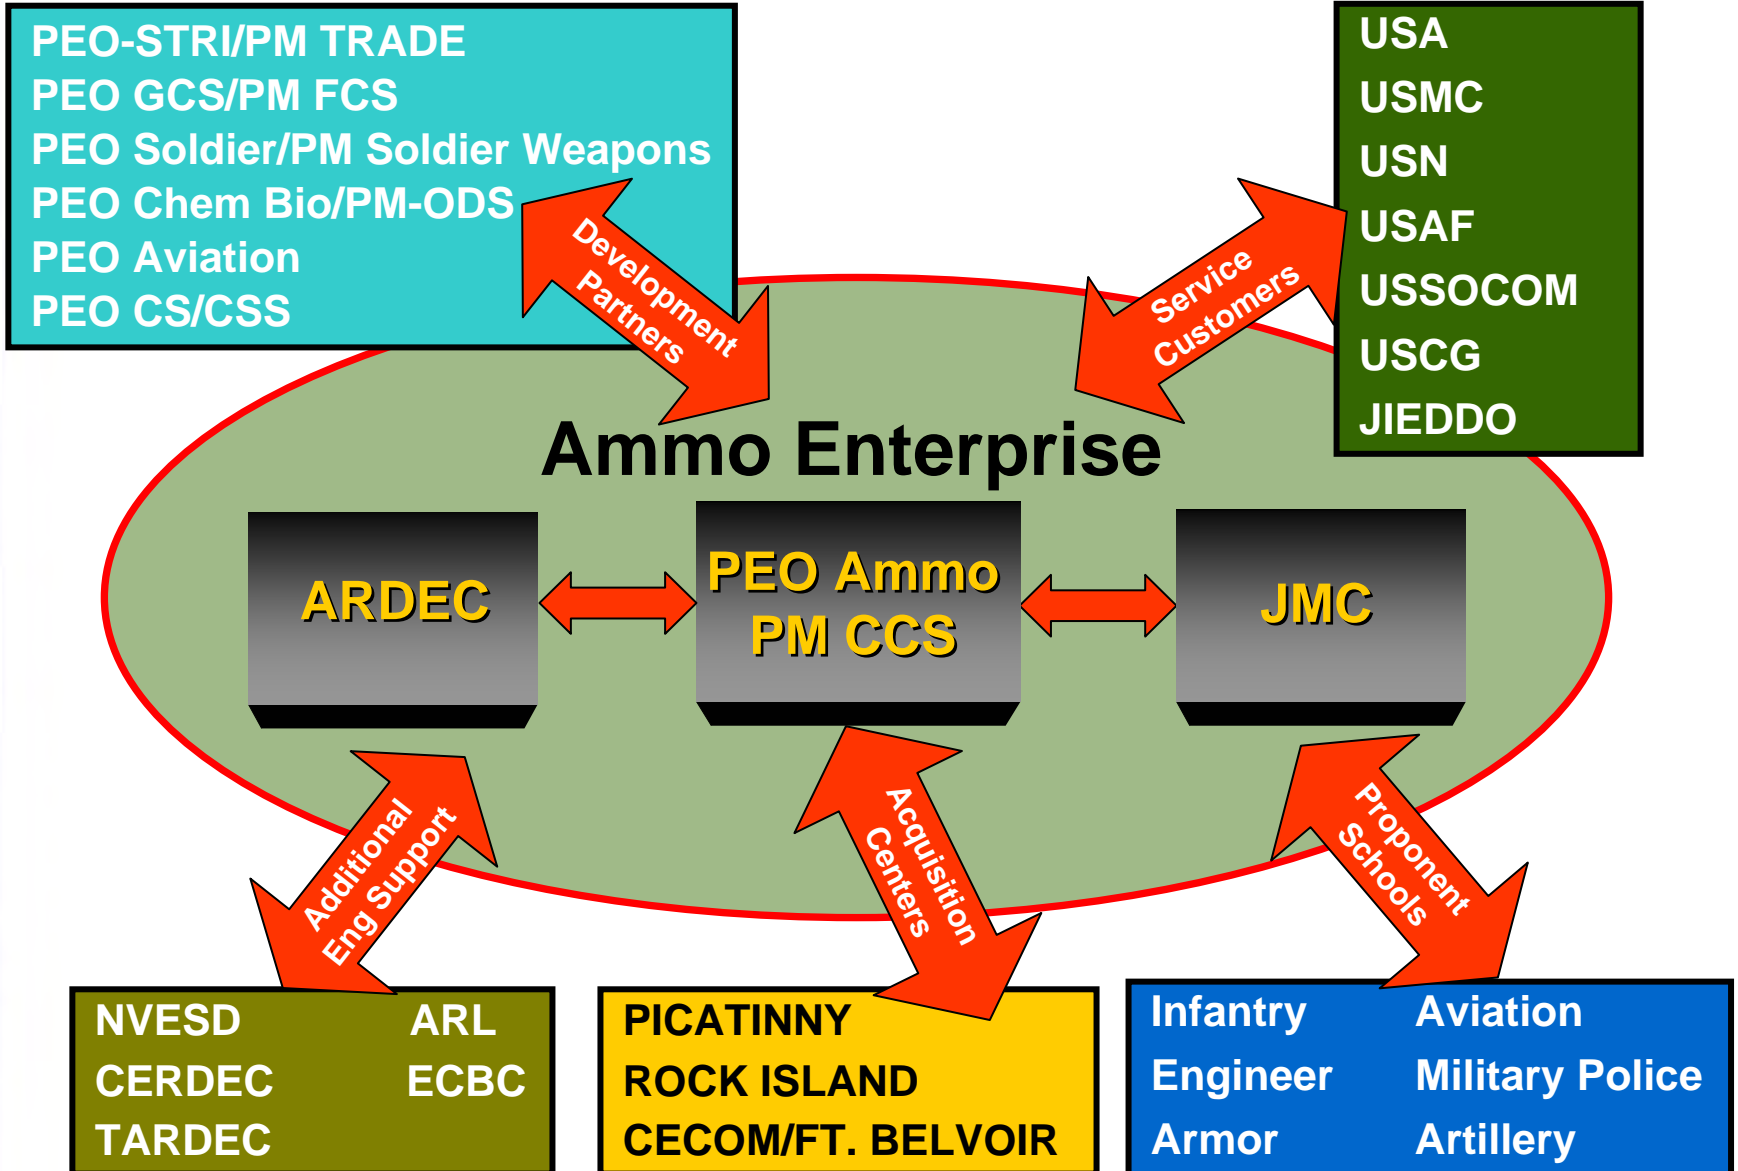 PEO-STRI/PM TRADE
PEO GCS/PM FCS
PEO Soldier/PM Soldier Weapons
PEO Chem Bio/PM-ODS
PEO Aviation
PEO CS/CSS
USA
USMC
USN
USAF
USSOCOM
USCG
JIEDDO
Development
Partners
Service
Customers
Ammo Enterprise
ARDEC
PEO Ammo
PM CCS
JMC
Additional
Eng Support
Acquisition
Centers
Proponent
Schools
NVESD ARL
CERDEC ECBC
TARDEC
PICATINNY
ROCK ISLAND
CECOM/FT. BELVOIR
Infantry Aviation
Engineer Military Police
Armor Artillery